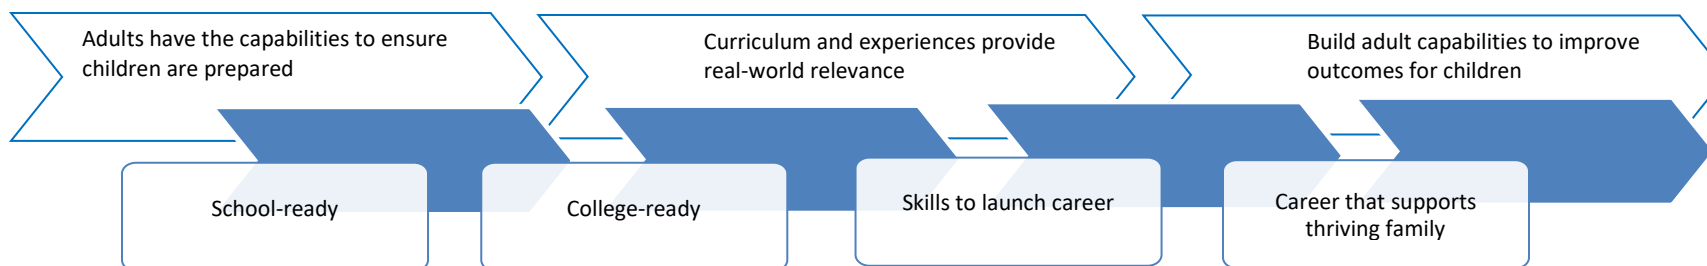 Adults have the capabilities to ensure
children are prepared
Curriculum and experiences provide
real-world relevance
Build adult capabilities to improve
outcomes for children
School-ready
College-ready
Skills to launch career
Career that supports
thriving family